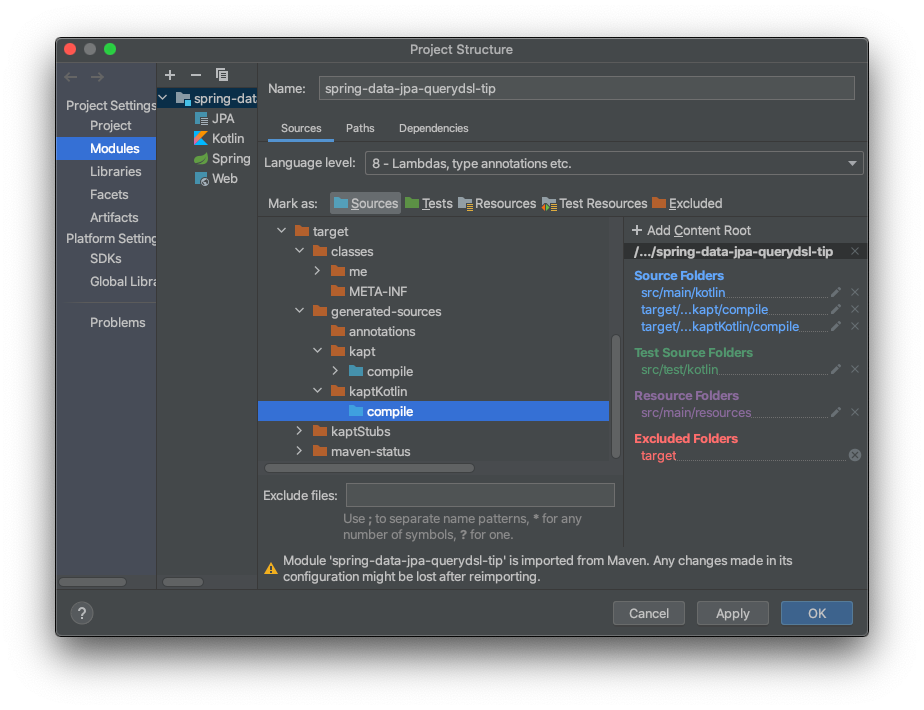 Project Structure
Project Settings
Project
Modules
Libraries
Facets
Artifacts
Platform Setting
SDKs
Global Libra
Problems
spring-dat
JPA
Kotlin
Spring
Web
Name:
spring-data-jpa-querydsl-tip
Sources Paths Dependencies
Language level:
8 - Lambdas, type annotations etc.
Mark as: Sources Tests Resources Test Resources Excluded
target
classes
me
META-INF
generated-sources
annotations
kapt
compile
kaptKotlin
compile
kaptStubs
maven-status
+ Add Content Root
/.../spring-data-jpa-querydsl-tip
Source Folders
src/main/kotlin
target/...kapt/compile
target/...kaptKotlin/compile
Test Source Folders
src/test/kotlin
Resource Folders
src/main/resources
Excluded Folders
target
Exclude files:
Use ; to separate name patterns, * for any
number of symbols, ? for one.
Module 'spring-data-jpa-querydsl-tip' is imported from Maven. Any changes made in its
configuration might be lost after reimporting.
?
Cancel Apply OK